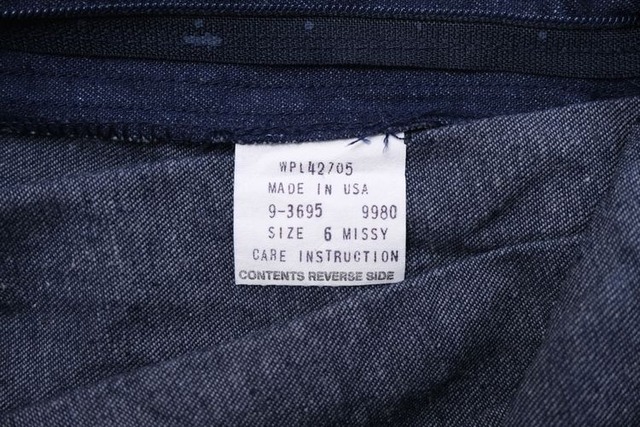 WPL42705
MADE IN USA
9-3695 9980
SIZE 6 MISSY
CARE INSTRUCTION
CONTENTS REVERSE SIDE